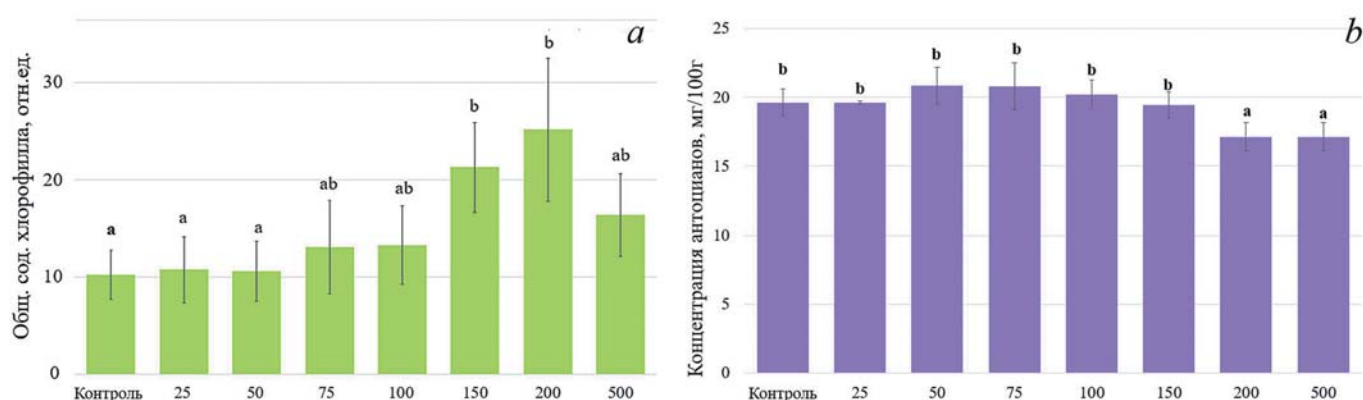 a
Общ. сод. хлорофилла, отн.ед.
30
20
10
0
a
a
a
ab
ab
b
b
ab
Контроль
25
50
75
100
150
200
500
b
Концентрация антоцианов, мг/100г
25
20
15
10
5
0
b
b
b
b
b
b
a
a
Контроль
25
50
75
100
150
200
500